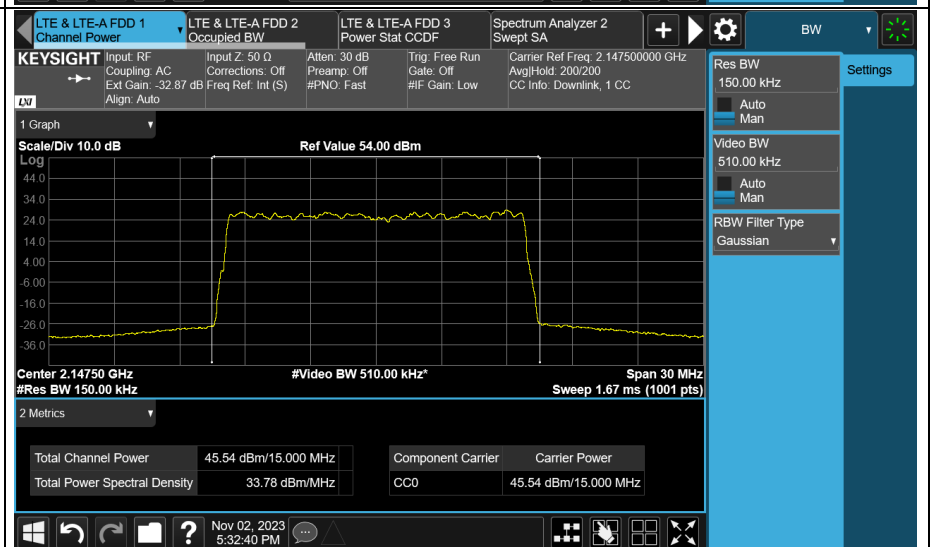 LTE & LTE-A FDD 1
Channel Power
LTE & LTE-A FDD 2
Occupied BW
LTE & LTE-A FDD 3
Power Stat CCDF
Spectrum Analyzer 2
Swept SA
+
BW
KEYSIGHT
Input: RF
Coupling: AC
Ext Gain: -32.87 dB
Align: Auto
Input Z: 50 Ω
Corrections: Off
Freq Ref: Int (S)
Atten: 30 dB
Preamp: Off
#PNO: Fast
Trig: Free Run
Gate: Off
#IF Gain: Low
Carrier Ref Freq: 2.147500000 GHz
Avg|Hold: 200/200
CC Info: Downlink, 1 CC
LXI
Res BW
150.00 kHz
Auto
Man
Settings
Video BW
510.00 kHz
Auto
Man
RBW Filter Type
Gaussian
1 Graph
Scale/Div 10.0 dB
Ref Value 54.00 dBm
Log
44.0
34.0
24.0
14.0
4.00
-6.00
-16.0
-26.0
-36.0
Center 2.14750 GHz
#Video BW 510.00 kHz*
Span 30 MHz
#Res BW 150.00 kHz
Sweep 1.67 ms (1001 pts)
2 Metrics
Total Channel Power 45.54 dBm/15.000 MHz
Total Power Spectral Density 33.78 dBm/MHz
Component Carrier Carrier Power
CC0 45.54 dBm/15.000 MHz
?
Nov 02, 2023
5:32:40 PM